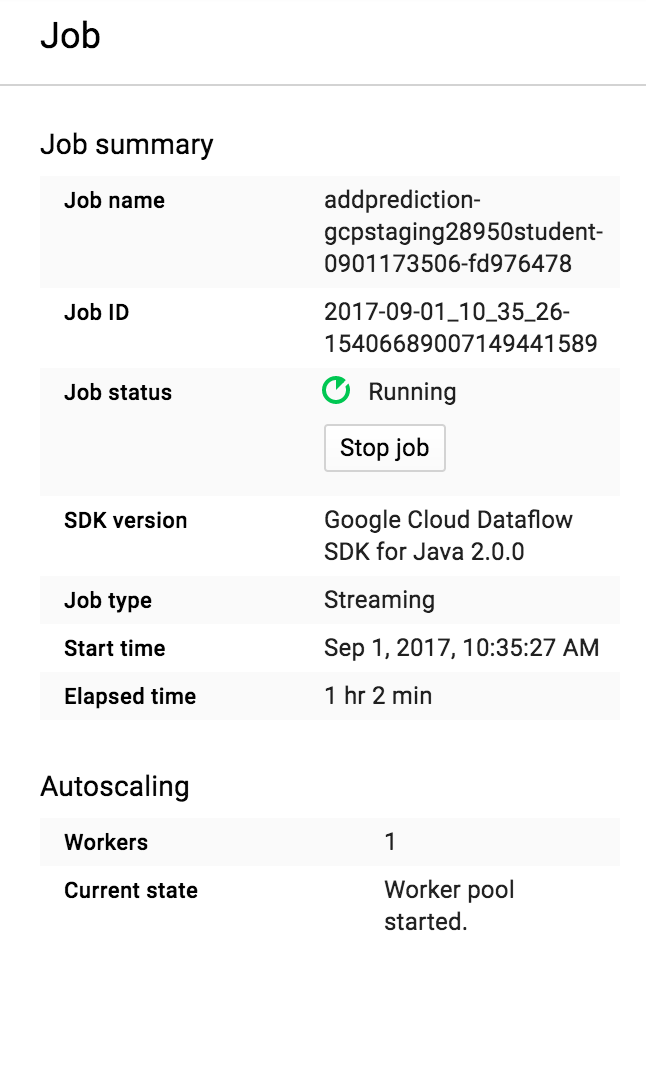 Job
Job summary
Job name
addprediction-
gcpstaging28950student-
0901173506-fd976478
Job ID
2017-09-01_10_35_26-
15406689007149441589
Job status
Running
Stop job
SDK version
Google Cloud Dataflow
SDK for Java 2.0.0
Job type
Streaming
Start time
Sep 1, 2017, 10:35:27 AM
Elapsed time
1 hr 2 min
Autoscaling
Workers
1
Current state
Worker pool
started.